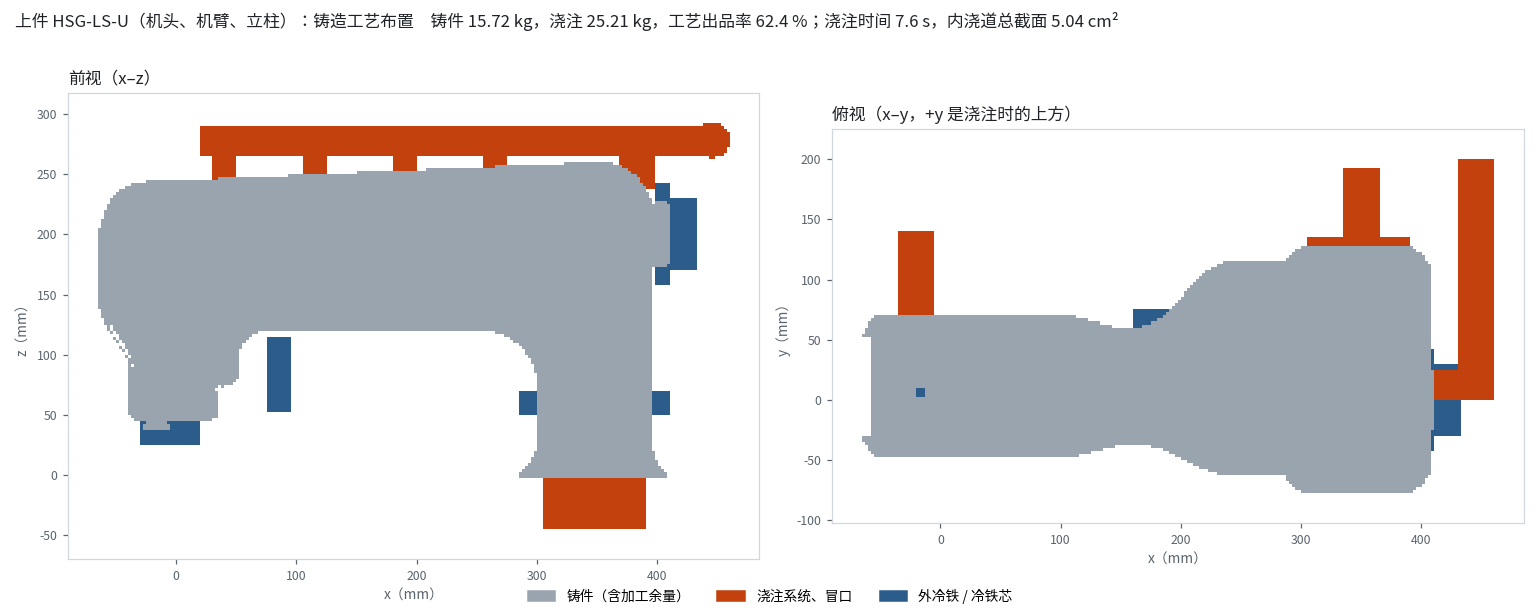 上件 HSG-LS-U（机头、机臂、立柱）：铸造工艺布置　铸件 15.72 kg，浇注 25.21 kg，工艺出品率 62.4 %；浇注时间 7.6 s，内浇道总截面 5.04 cm²
前视（x–z）
300
250
200
150
100
50
0
-50
z（mm）
0 100 200 300 400
x（mm）
俯视（x–y，+y 是浇注时的上方）
200
150
100
50
0
-50
-100
y（mm）
0 100 200 300 400
x（mm）
铸件（含加工余量） 浇注系统、冒口 外冷铁 / 冷铁芯